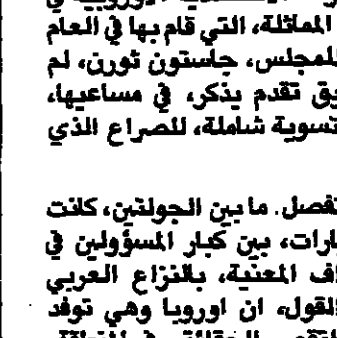 المماثلة، التي قام بها في العام
للمجلس، جاستون ثورن، لم
يق تقدم يذكر، في مساعيها،
تسوية شاملة، للصراع الذي
تفصل. ما بين الجولتين، كانت
ارات، بين كبار المسؤولين في
اف المعنية، بالنزاع العربي
القول، ان اوروبا وهي توفد